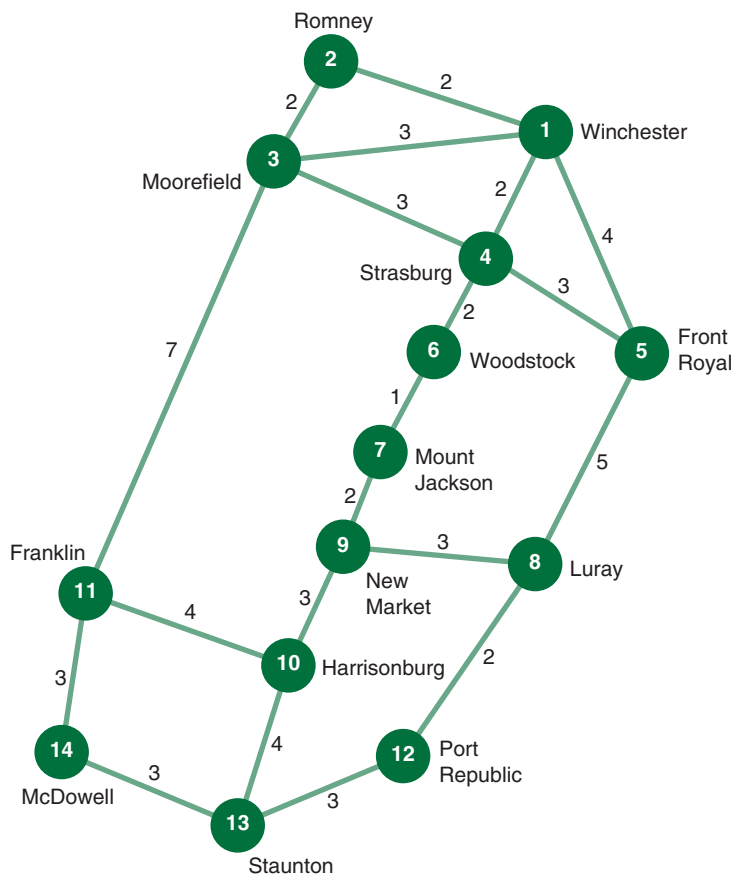 Romney
2
2
2
1
Winchester
3
3
Moorefield
3
2
4
4
Strasburg
3
2
Front
Royal
5
6
Woodstock
7
1
7
Mount
Jackson
5
2
9
3
8
Luray
New
Market
Franklin
11
4
3
10
Harrisonburg
2
3
14
McDowell
4
12
Port
Republic
3
3
13
Staunton